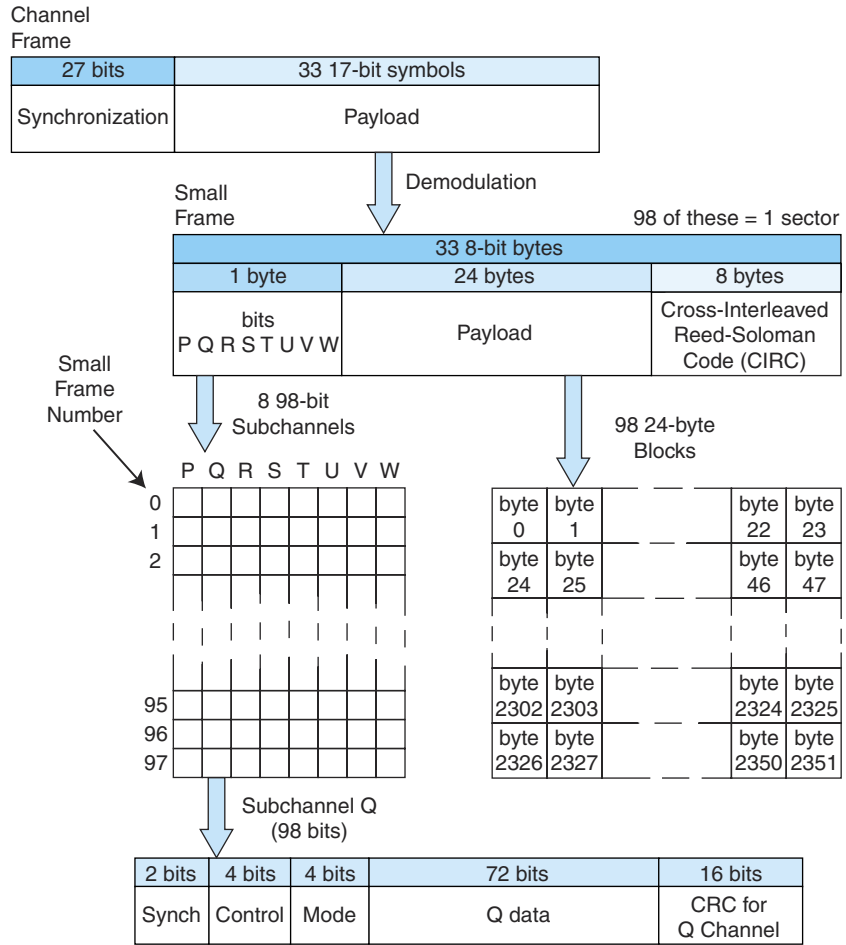 Channel
Frame
27 bits
33 17-bit symbols
Synchronization
Payload
Demodulation
Small
Frame
98 of these = 1 sector
33 8-bit bytes
1 byte
24 bytes
8 bytes
bits
P Q R S T U V W
Payload
Cross-Interleaved
Reed-Soloman
Code (CIRC)
Small
Frame
Number
8 98-bit
Subchannels
98 24-byte
Blocks
P Q R S T U V W
0
1
2
95
96
97
byte
0
byte
1
byte
22
byte
23
byte
24
byte
25
byte
46
byte
47
byte
2302
byte
2303
byte
2324
byte
2325
byte
2326
byte
2327
byte
2350
byte
2351
Subchannel Q
(98 bits)
2 bits
4 bits
4 bits
72 bits
16 bits
Synch
Control
Mode
Q data
CRC for
Q Channel